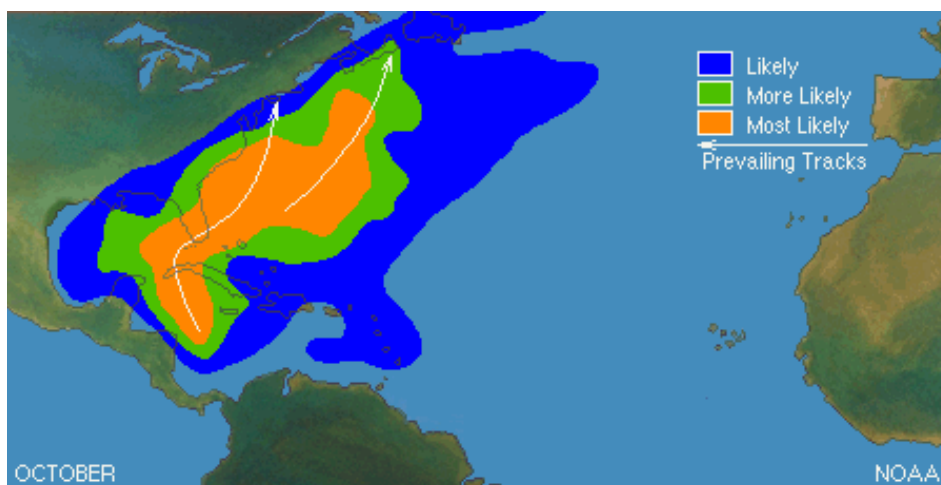 Likely
More Likely
Most Likely
Prevailing Tracks
OCTOBER
NOAA